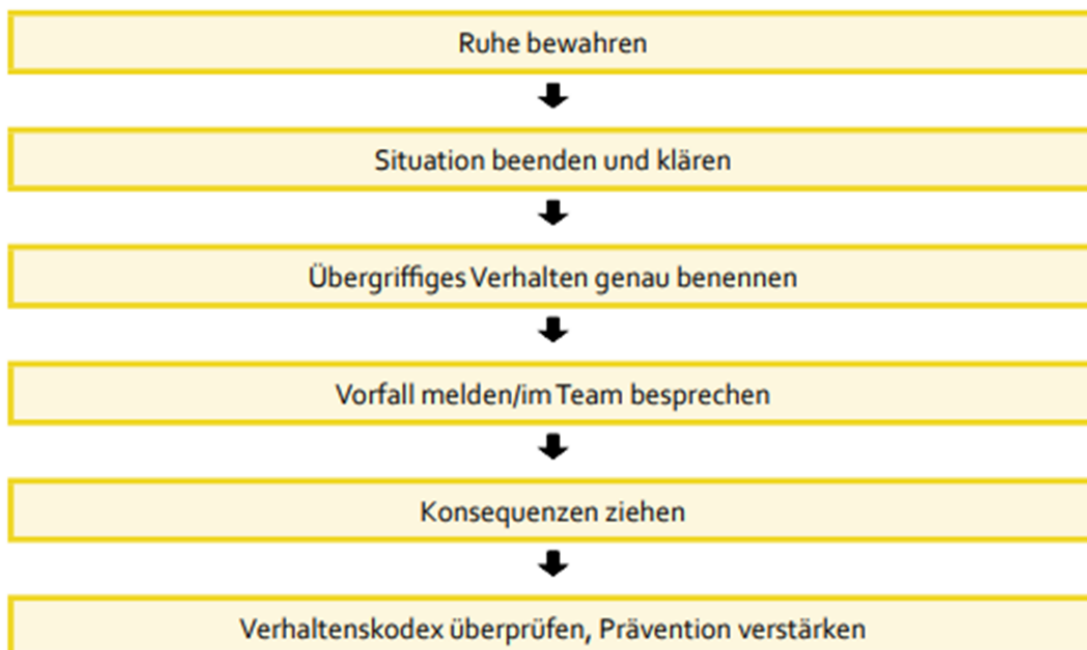 Ruhe bewahren
Situation beenden und klären
Übergriffiges Verhalten genau benennen
Vorfall melden/im Team besprechen
Konsequenzen ziehen
Verhaltenskodex überprüfen, Prävention verstärken